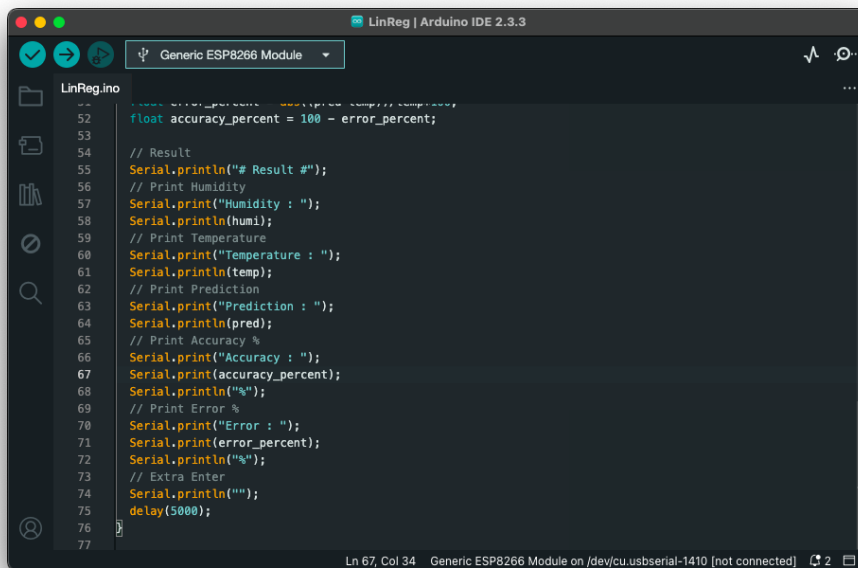 LinReg | Arduino IDE 2.3.3
Generic ESP8266 Module
LinReg.ino
...
52 float accuracy_percent = 100 - error_percent;
53
54 // Result
55 Serial.println("# Result #");
56 // Print Humidity
57 Serial.print("Humidity : ");
58 Serial.println(humi);
59 // Print Temperature
60 Serial.print("Temperature : ");
61 Serial.println(temp);
62 // Print Prediction
63 Serial.print("Prediction : ");
64 Serial.println(pred);
65 // Print Accuracy %
66 Serial.print("Accuracy : ");
67 Serial.print(accuracy_percent);
68 Serial.println("%");
69 // Print Error %
70 Serial.print("Error : ");
71 Serial.print(error_percent);
72 Serial.println("%");
73 // Extra Enter
74 Serial.println("");
75 delay(5000);
76 }
77
Ln 67, Col 34 Generic ESP8266 Module on /dev/cu.usbserial-1410 [not connected] 2